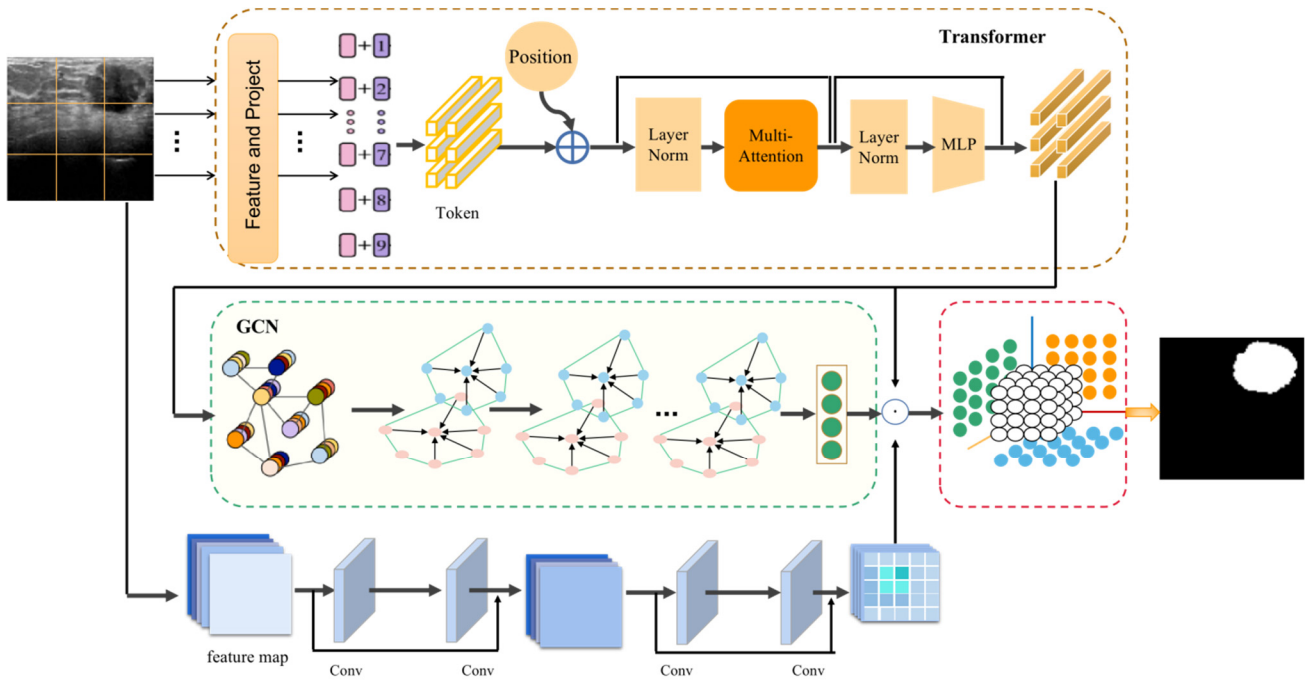 Transformer
Feature and Project
+ 1
+ 2
+ 7
+ 8
+ 9
Token
Position
Layer
Norm
Multi-
Attention
Layer
Norm
MLP
GCN
...
feature map
Conv
Conv
Conv
Conv